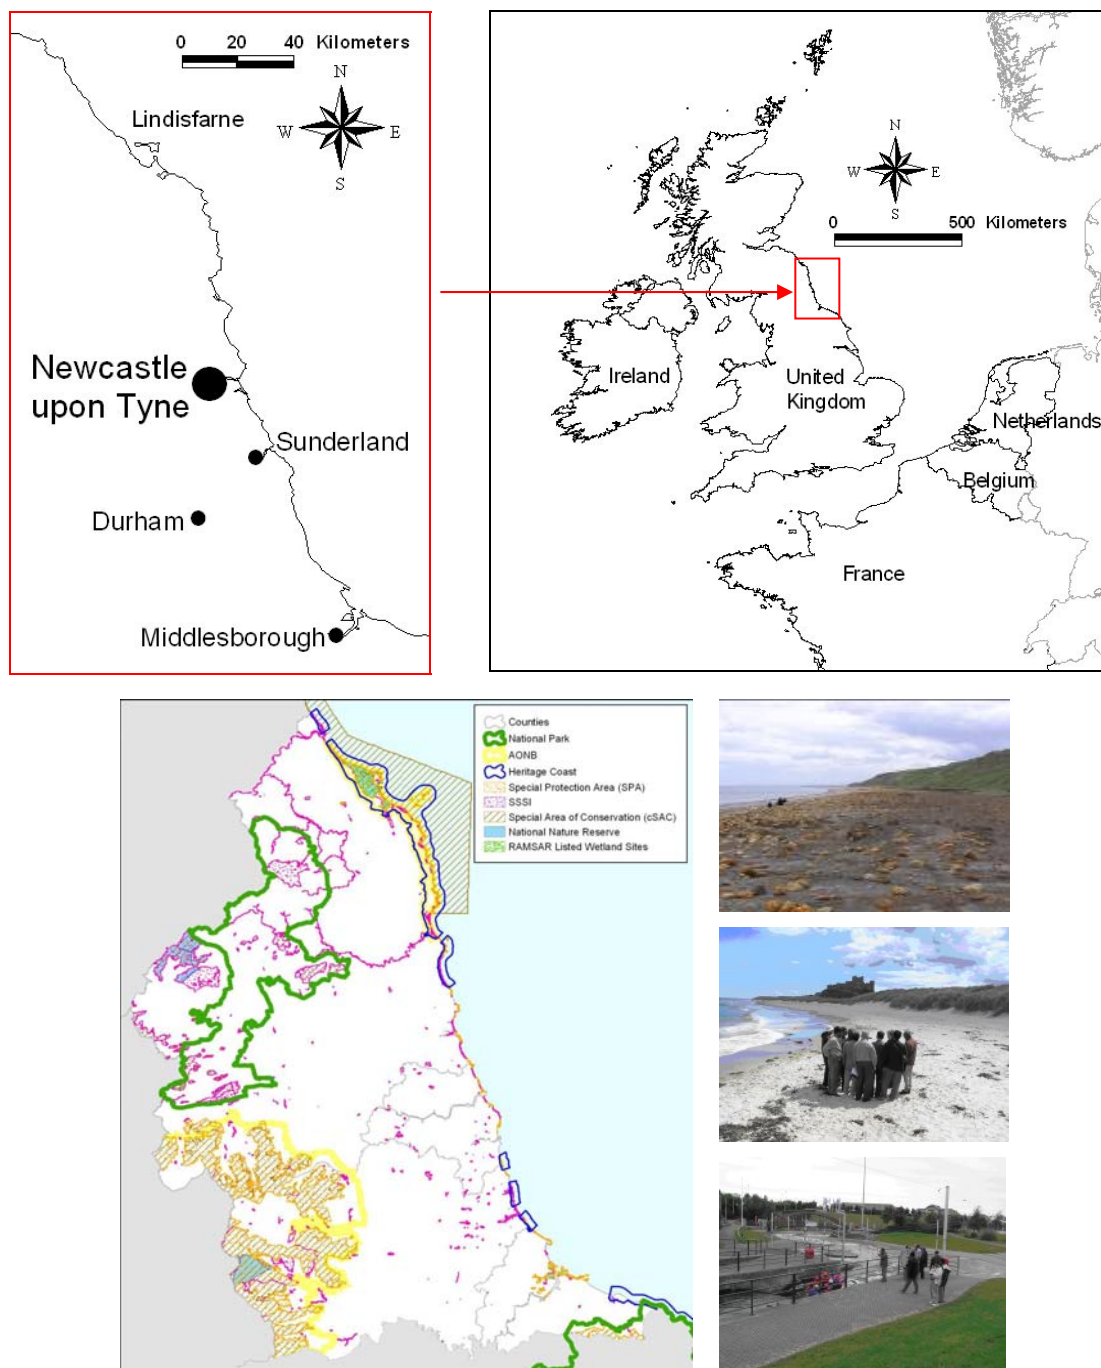 0 20 40 Kilometers
N
W E
S
Lindisfarne
Newcastle
upon Tyne
Sunderland
Durham
Middlesborough
N
W E
S
0 500 Kilometers
Ireland
United
Kingdom
Netherlands
Belgium
France
Counties
National Park
AONB
Heritage Coast
Special Protection Area (SPA)
SSSI
Special Area of Conservation (cSAC)
National Nature Reserve
RAMSAR Listed Wetland Sites